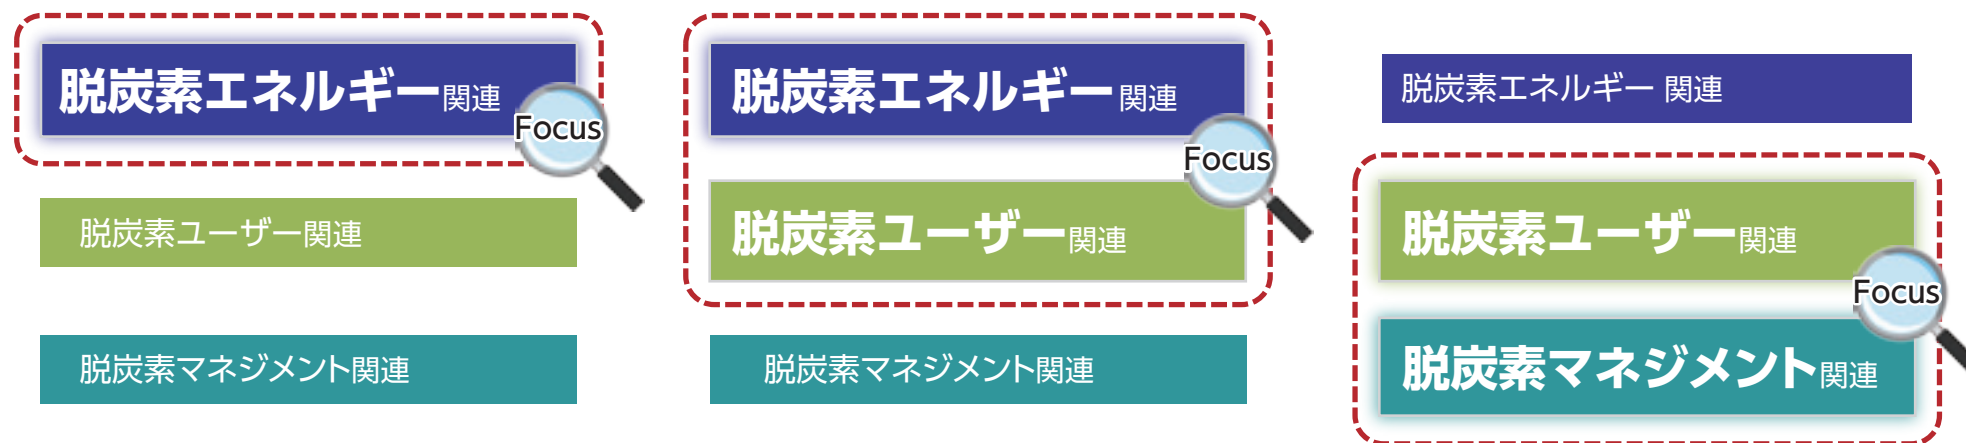 脱炭素エネルギー関連
Focus
脱炭素ユーザー関連
脱炭素マネジメント関連
脱炭素エネルギー関連
Focus
脱炭素ユーザー関連
脱炭素マネジメント関連
脱炭素エネルギー 関連
脱炭素ユーザー関連
Focus
脱炭素マネジメント関連